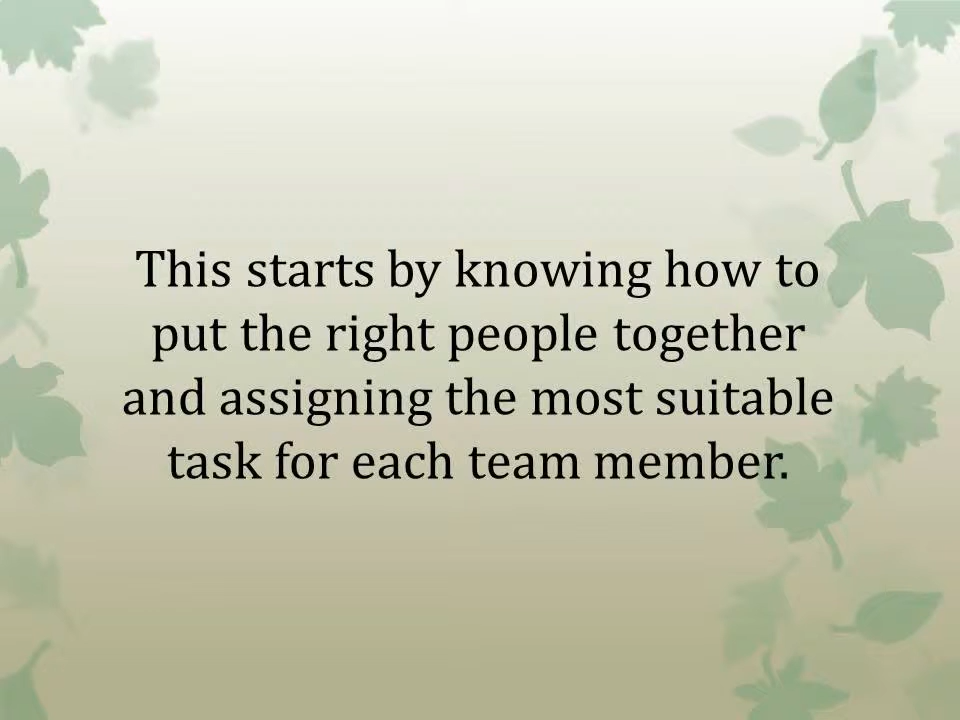 This starts by knowing how to
put the right people together
and assigning the most suitable
task for each team member.